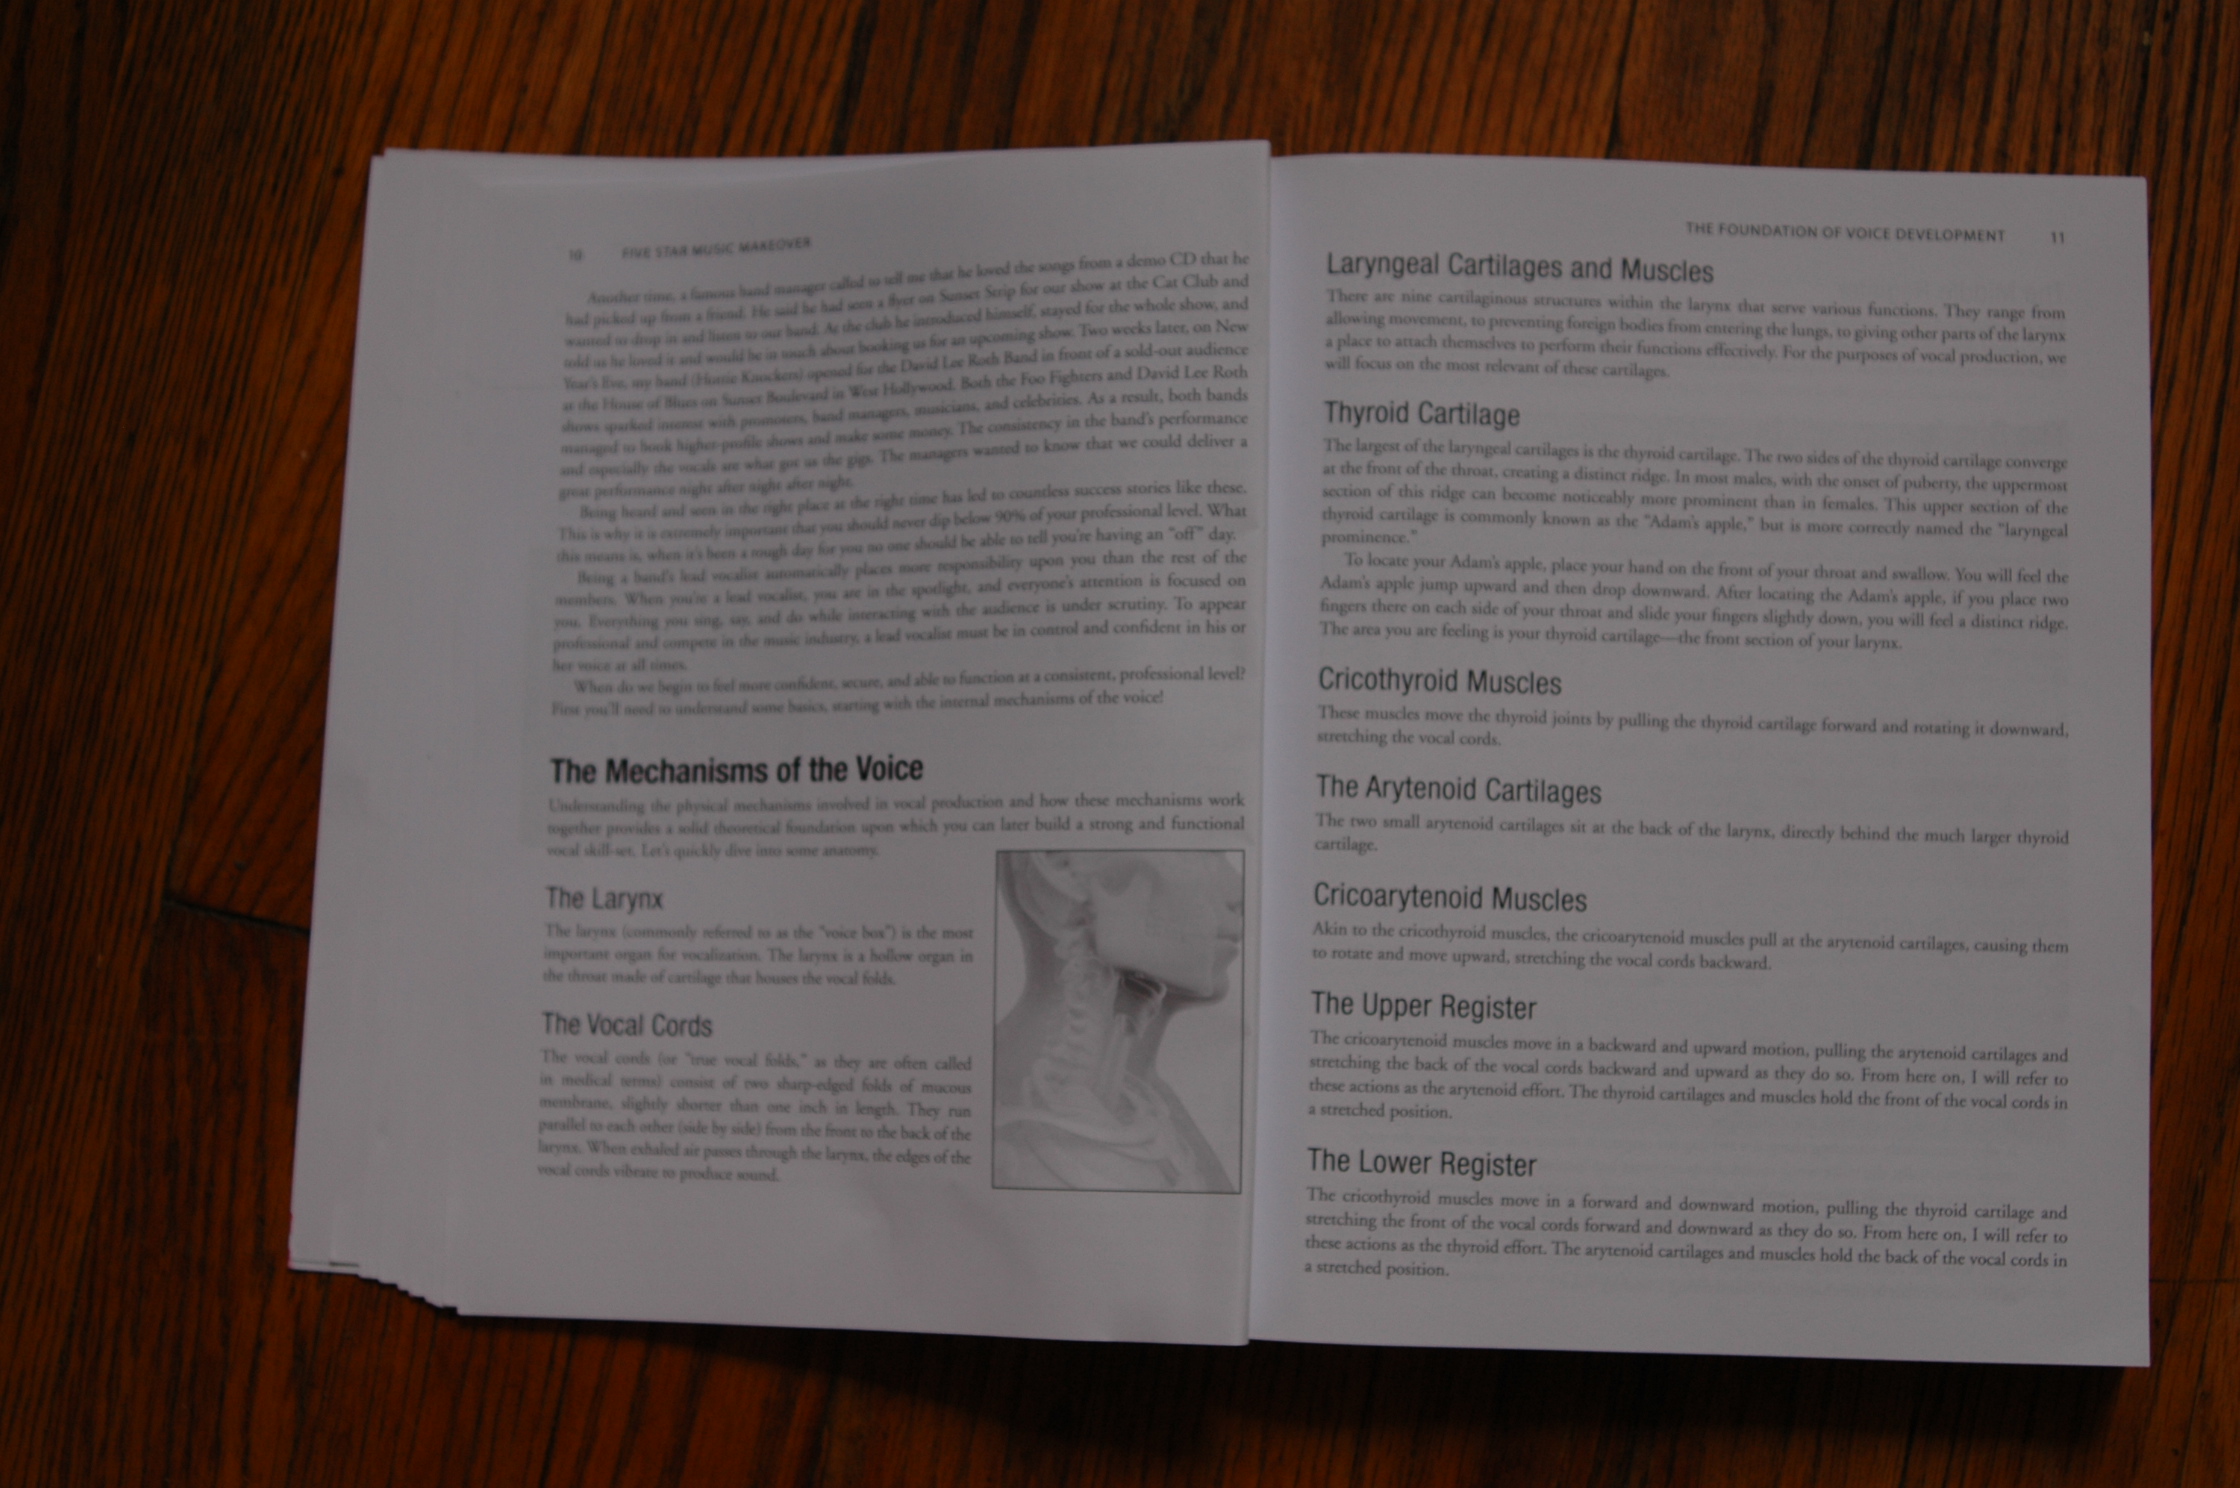 10 FIVE STAR MUSIC MAKEOVER
Another time, a famous band manager called to tell me that he loved the songs from a demo CD that he
had picked up from a friend. He said he had seen a flyer on Sunset Strip for our show at the Cat Club and
wanted to drop in and listen to our band. At the club he introduced himself, stayed for the whole show, and
told us he loved it and would be in touch about booking us for an upcoming show. Two weeks later, on New
Year's Eve, my band (Hottie Knockers) opened for the David Lee Roth Band in front of a sold-out audience
at the House of Blues on Sunset Boulevard in West Hollywood. Both the Foo Fighters and David Lee Roth
shows sparked interest with promoters, band managers, musicians, and celebrities. As a result, both bands
managed to book higher-profile shows and make some money. The consistency in the band's performance
and especially the vocals are what got us the gigs. The managers wanted to know that we could deliver a
great performance night after night after night.
Being heard and seen in the right place at the right time has led to countless success stories like these.
This is why it is extremely important that you should never dip below 90% of your professional level. What
this means is, when it's been a rough day for you no one should be able to tell you're having an "off" day.
Being a band's lead vocalist automatically places more responsibility upon you than the rest of the
members. When you're a lead vocalist, you are in the spotlight, and everyone's attention is focused on
you. Everything you sing, say, and do while interacting with the audience is under scrutiny. To appear
professional and compete in the music industry, a lead vocalist must be in control and confident in his or
her voice at all times.
When do we begin to feel more confident, secure, and able to function at a consistent, professional level?
First you'll need to understand some basics, starting with the internal mechanisms of the voice!
The Mechanisms of the Voice
Understanding the physical mechanisms involved in vocal production and how these mechanisms work
together provides a solid theoretical foundation upon which you can later build a strong and functional
vocal skill-set. Let's quickly dive into some anatomy.
The Larynx
The larynx (commonly referred to as the "voice box") is the most
important organ for vocalization. The larynx is a hollow organ in
the throat made of cartilage that houses the vocal folds.
The Vocal Cords
The vocal cords (or "true vocal folds," as they are often called
in medical terms) consist of two sharp-edged folds of mucous
membrane, slightly shorter than one inch in length. They run
parallel to each other (side by side) from the front to the back of the
larynx. When exhaled air passes through the larynx, the edges of the
vocal cords vibrate to produce sound.
THE FOUNDATION OF VOICE DEVELOPMENT 11
Laryngeal Cartilages and Muscles
There are nine cartilaginous structures within the larynx that serve various functions. They range from
allowing movement, to preventing foreign bodies from entering the lungs, to giving other parts of the larynx
a place to attach themselves to perform their functions effectively. For the purposes of vocal production, we
will focus on the most relevant of these cartilages.
Thyroid Cartilage
The largest of the laryngeal cartilages is the thyroid cartilage. The two sides of the thyroid cartilage converge
at the front of the throat, creating a distinct ridge. In most males, with the onset of puberty, the uppermost
section of this ridge can become noticeably more prominent than in females. This upper section of the
thyroid cartilage is commonly known as the "Adam's apple," but is more correctly named the "laryngeal
prominence."
To locate your Adam's apple, place your hand on the front of your throat and swallow. You will feel the
Adam's apple jump upward and then drop downward. After locating the Adam's apple, if you place two
fingers there on each side of your throat and slide your fingers slightly down, you will feel a distinct ridge.
The area you are feeling is your thyroid cartilage—the front section of your larynx.
Cricothyroid Muscles
These muscles move the thyroid joints by pulling the thyroid cartilage forward and rotating it downward,
stretching the vocal cords.
The Arytenoid Cartilages
The two small arytenoid cartilages sit at the back of the larynx, directly behind the much larger thyroid
cartilage.
Cricoarytenoid Muscles
Akin to the cricothyroid muscles, the cricoarytenoid muscles pull at the arytenoid cartilages, causing them
to rotate and move upward, stretching the vocal cords backward.
The Upper Register
The cricoarytenoid muscles move in a backward and upward motion, pulling the arytenoid cartilages and
stretching the back of the vocal cords backward and upward as they do so. From here on, I will refer to
these actions as the arytenoid effort. The thyroid cartilages and muscles hold the front of the vocal cords in
a stretched position.
The Lower Register
The cricothyroid muscles move in a forward and downward motion, pulling the thyroid cartilage and
stretching the front of the vocal cords forward and downward as they do so. From here on, I will refer to
these actions as the thyroid effort. The arytenoid cartilages and muscles hold the back of the vocal cords in
a stretched position.